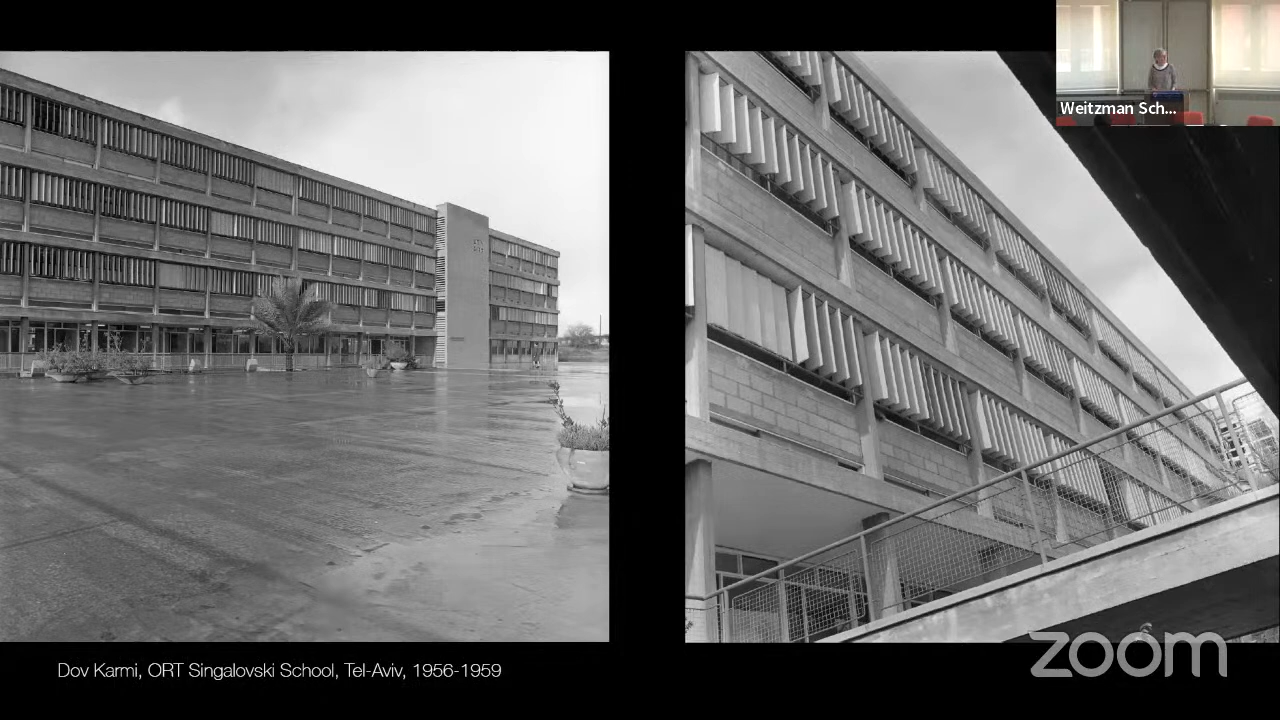 Weitzman Sch...
Dov Karmi, ORT Singalovski School, Tel-Aviv, 1956-1959
zoom